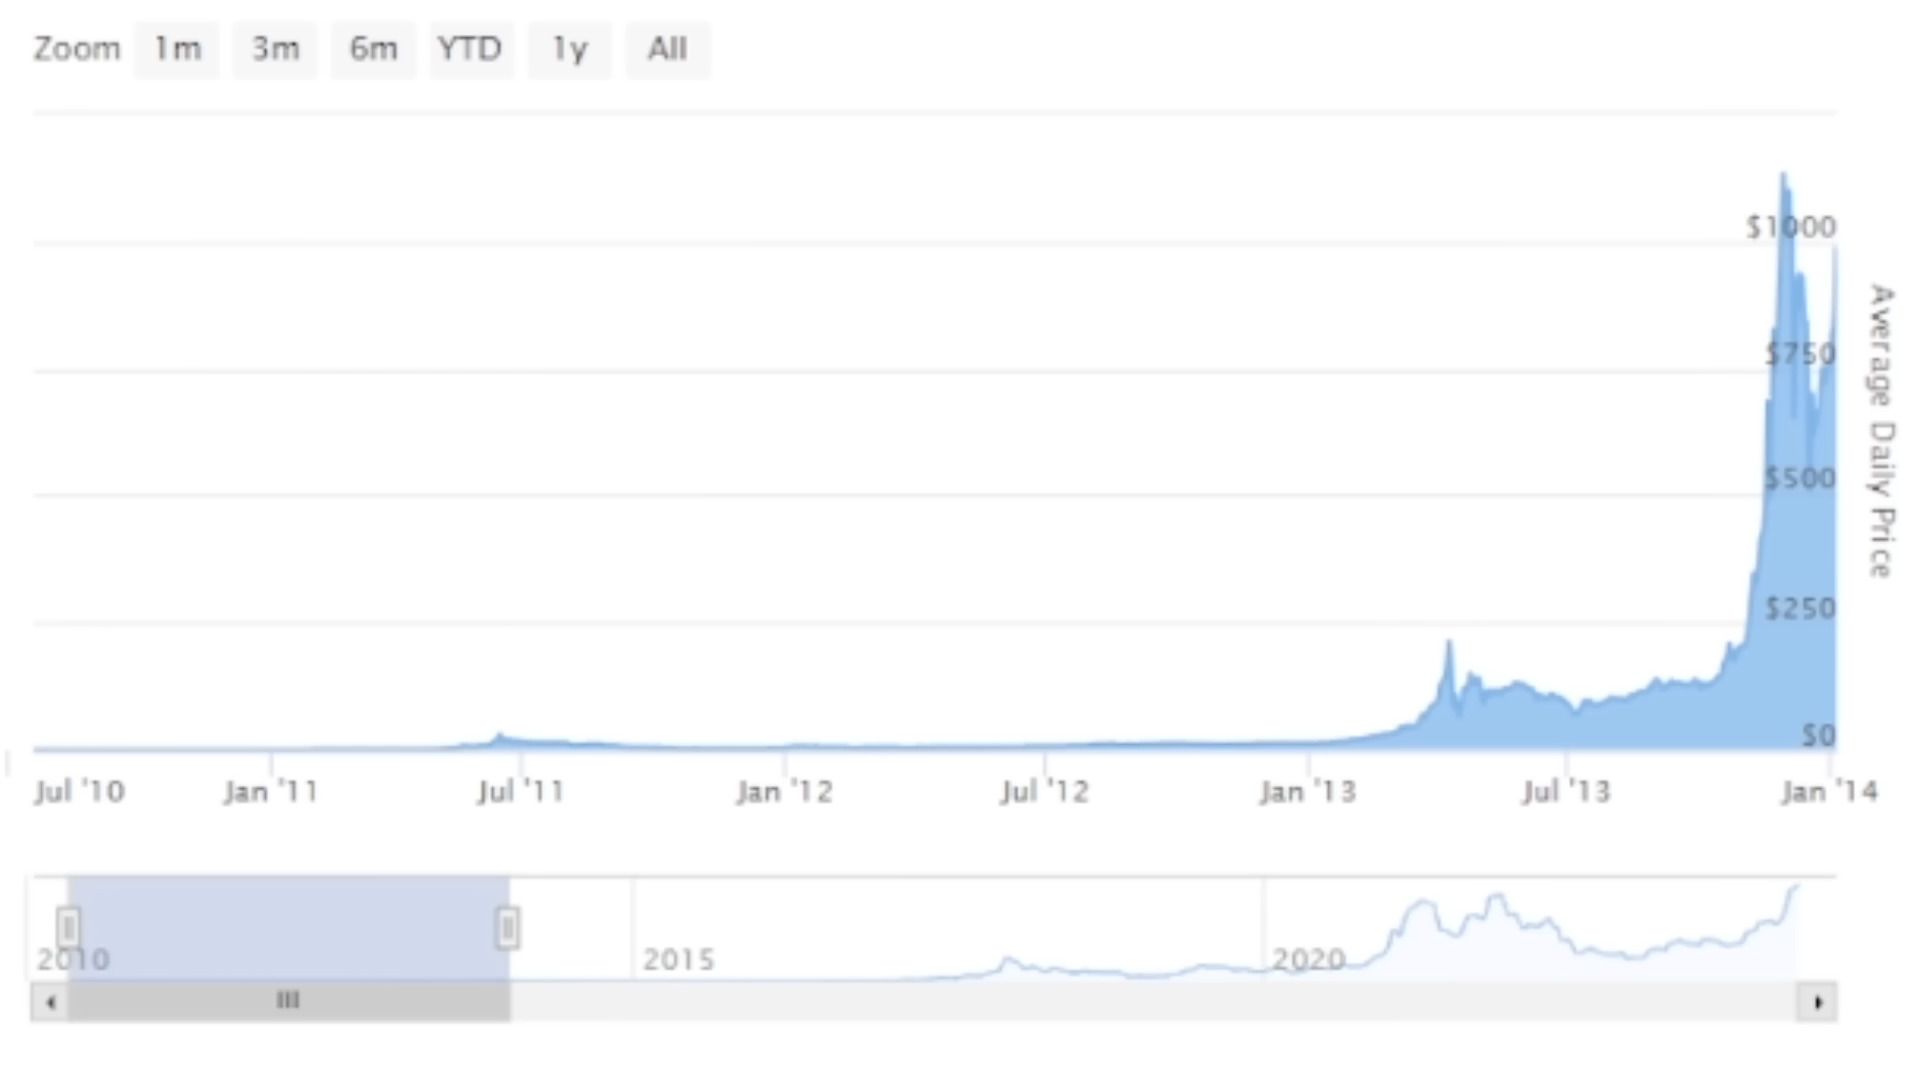 Zoom 1m 3m 6m YTD 1y All
$1000
$750
$500
$250
$0
Average Daily Price
Jul '10 Jan '11 Jul '11 Jan '12 Jul '12 Jan '13 Jul '13 Jan '14
2010 2015 2020